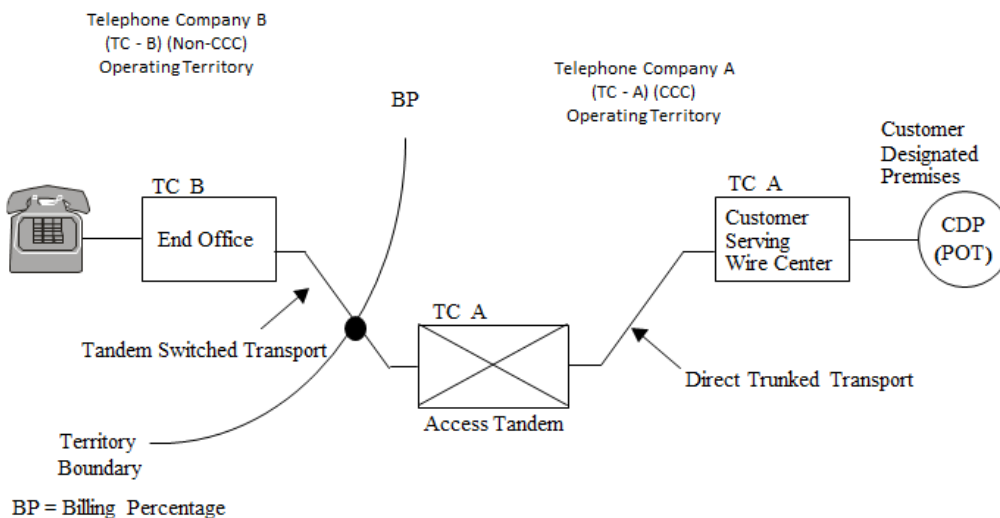 Telephone Company B
(TC - B) (Non-CCC)
Operating Territory
Telephone Company A
(TC - A) (CCC)
Operating Territory
BP
Customer
Designated
Premises
TC B
End Office
TC A
Customer
Serving
Wire Center
CDP
(POT)
TC A
Tandem Switched Transport
Direct Trunked Transport
Access Tandem
Territory
Boundary
BP = Billing Percentage